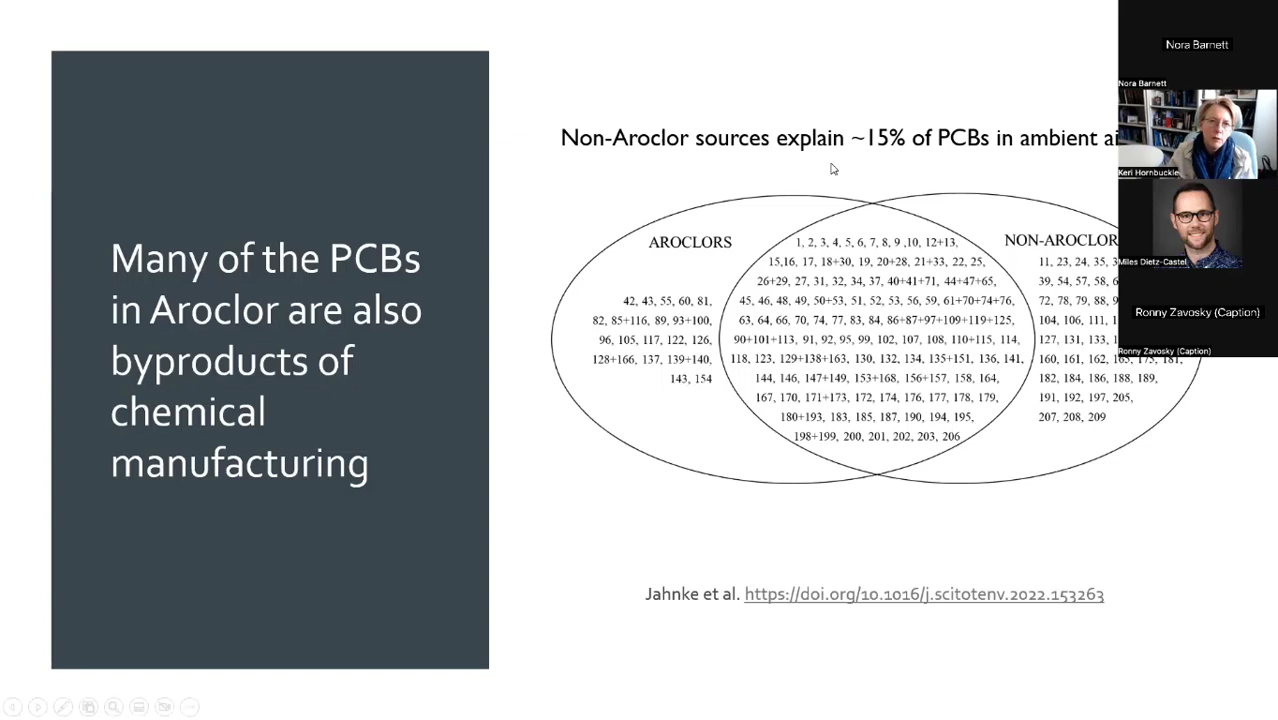 Many of the PCBs
in Aroclor are also
byproducts of
chemical
manufacturing
Non-Aroclor sources explain ~15% of PCBs in ambient ai
AROCLORS
42, 43, 55, 60, 81,
82, 85+116, 89, 93+100,
96, 105, 117, 122, 126,
128+166, 137, 139+140,
143, 154
1, 2, 3, 4, 5, 6, 7, 8, 9 ,10, 12+13,
15,16, 17, 18+30, 19, 20+28, 21+33, 22, 25,
26+29, 27, 31, 32, 34, 37, 40+41+71, 44+47+65,
45, 46, 48, 49, 50+53, 51, 52, 53, 56, 59, 61+70+74+76,
63, 64, 66, 70, 74, 77, 83, 84, 86+87+97+109+119+125,
90+101+113, 91, 92, 95, 99, 102, 107, 108, 110+115, 114,
118, 123, 129+138+163, 130, 132, 134, 135+151, 136, 141,
144, 146, 147+149, 153+168, 156+157, 158, 164,
167, 170, 171+173, 172, 174, 176, 177, 178, 179,
180+193, 183, 185, 187, 190, 194, 195,
198+199, 200, 201, 202, 203, 206
NON-AROCLOR
11, 23, 24, 35, 3
39, 54, 57, 58, 6
72, 78, 79, 88, 9
104, 106, 111, 1
127, 131, 133, 1
160, 161, 162, 165, 175, 181,
182, 184, 186, 188, 189,
191, 192, 197, 205,
207, 208, 209
Jahnke et al. https://doi.org/10.1016/j.scitotenv.2022.153263
Nora Barnett
Nora Barnett
Keri Hornbuckle
Miles Dietz-Castel
Ronny Zavosky (Caption)
Ronny Zavosky (Caption)